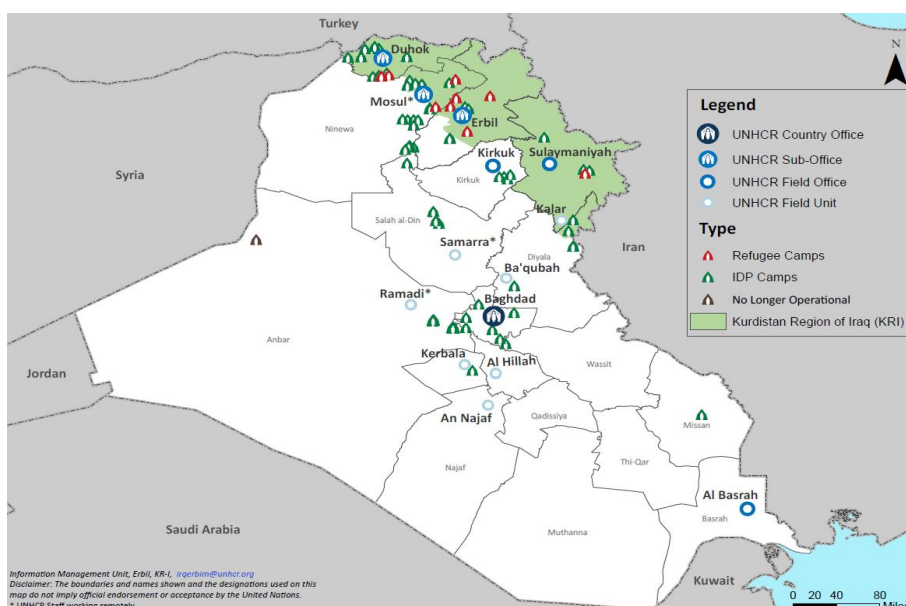 Turkey
N
Duhok
Mosul*
Erbil
Ninewa
Kirkuk
Sulaymaniyah
Kirkuk
Syria
Salah al-Din
Kalar
Iran
Samarra*
Diyala
Ba'qubah
Ramadi*
Baghdad
Anbar
Jordan
Kerbala
Al Hillah
Wassit
An Najaf
Qadissiya
Missan
Najaf
Thi-Qar
Al Basrah
Basrah
Saudi Arabia
Muthanna
Kuwait
Legend
UNHCR Country Office
UNHCR Sub-Office
UNHCR Field Office
UNHCR Field Unit
Type
Refugee Camps
IDP Camps
No Longer Operational
Kurdistan Region of Iraq (KRI)
Information Management Unit, Erbil, KR-I, irqerbim@unhcr.org
Disclaimer: The boundaries and names shown and the designations used on this
map do not imply official endorsement or acceptance by the United Nations.
* UNHCR Staff working remotely
0 20 40 80
Miles